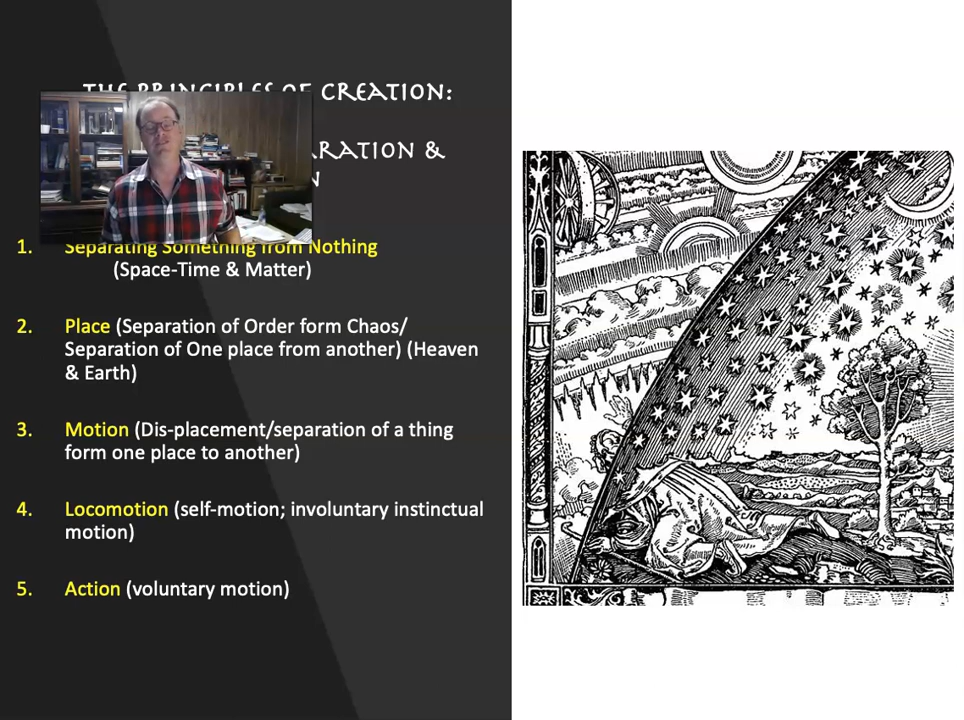 THE PRINCIPLES OF CREATION:
&
1. Separating Something from Nothing
(Space-Time & Matter)
2. Place (Separation of Order form Chaos/
Separation of One place from another) (Heaven
& Earth)
3. Motion (Dis-placement/separation of a thing
form one place to another)
4. Locomotion (self-motion; involuntary instinctual
motion)
5. Action (voluntary motion)